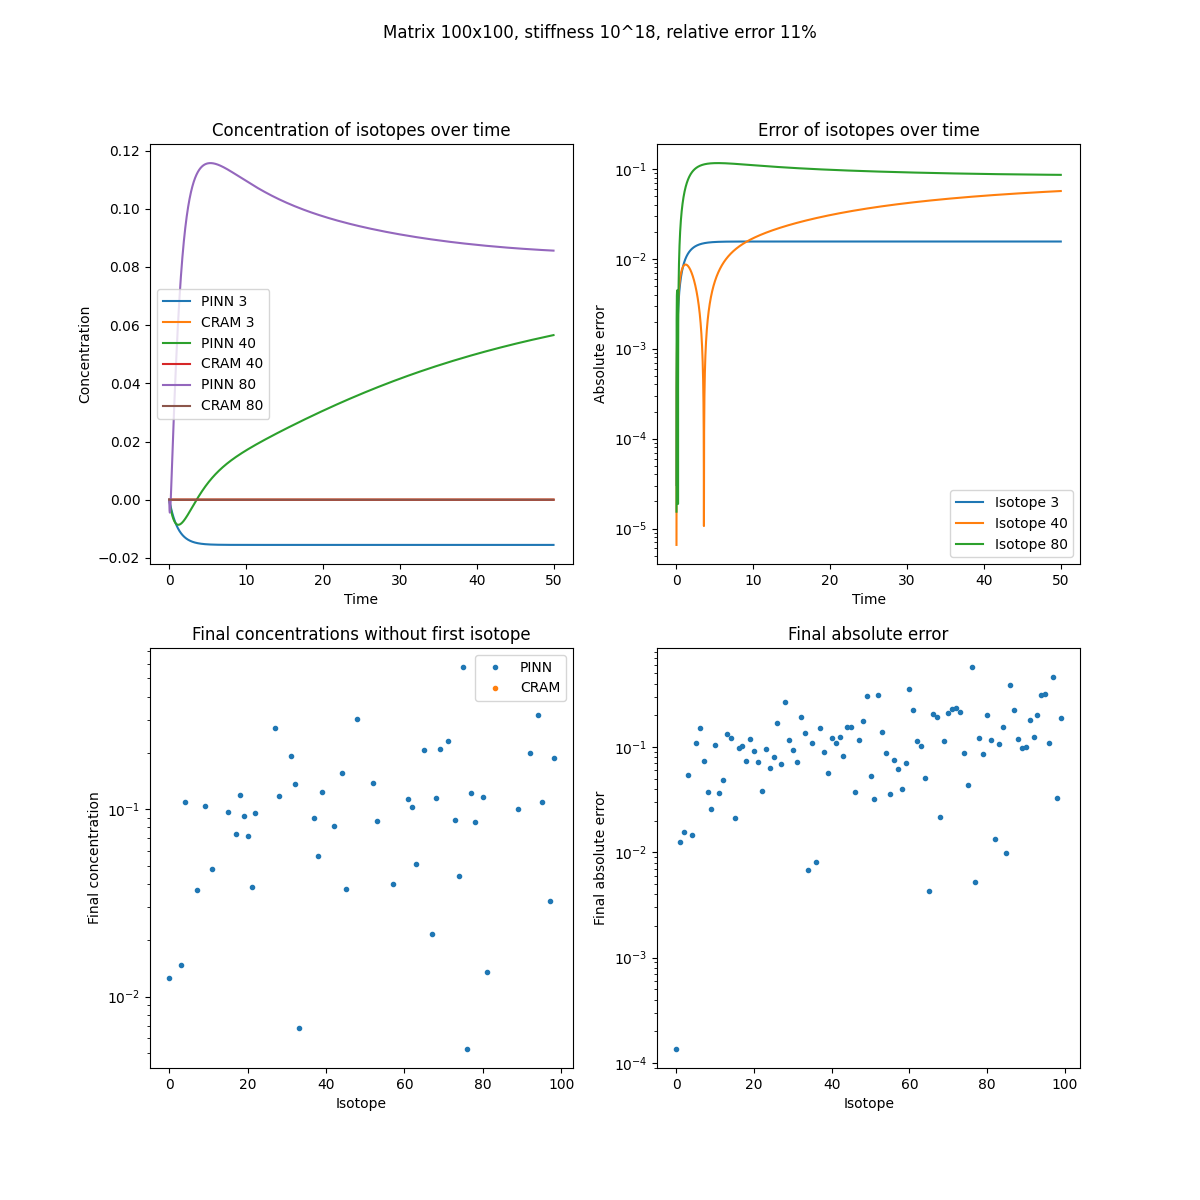 Matrix 100x100, stiffness 10^18, relative error 11%
Concentration of isotopes over time
Concentration
0.12
0.10
0.08
0.06
0.04
0.02
0.00
−0.02
PINN 3
CRAM 3
PINN 40
CRAM 40
PINN 80
CRAM 80
0 10 20 30 40 50
Time
Error of isotopes over time
Absolute error
10⁻¹
10⁻²
10⁻³
10⁻⁴
10⁻⁵
Isotope 3
Isotope 40
Isotope 80
0 10 20 30 40 50
Time
Final concentrations without first isotope
Final concentration
10⁻¹
10⁻²
PINN
CRAM
0 20 40 60 80 100
Isotope
Final absolute error
Final absolute error
10⁻¹
10⁻²
10⁻³
10⁻⁴
0 20 40 60 80 100
Isotope